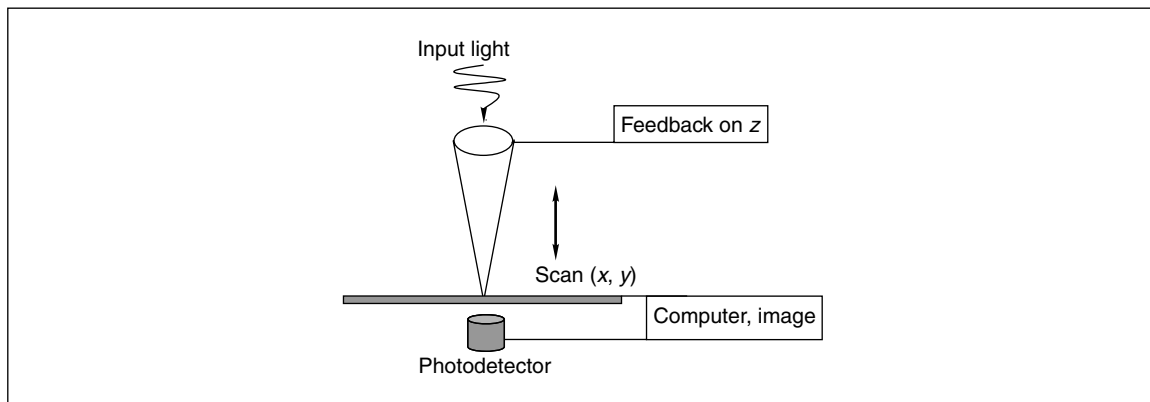 Input light
Feedback on z
Scan (x, y)
Computer, image
Photodetector